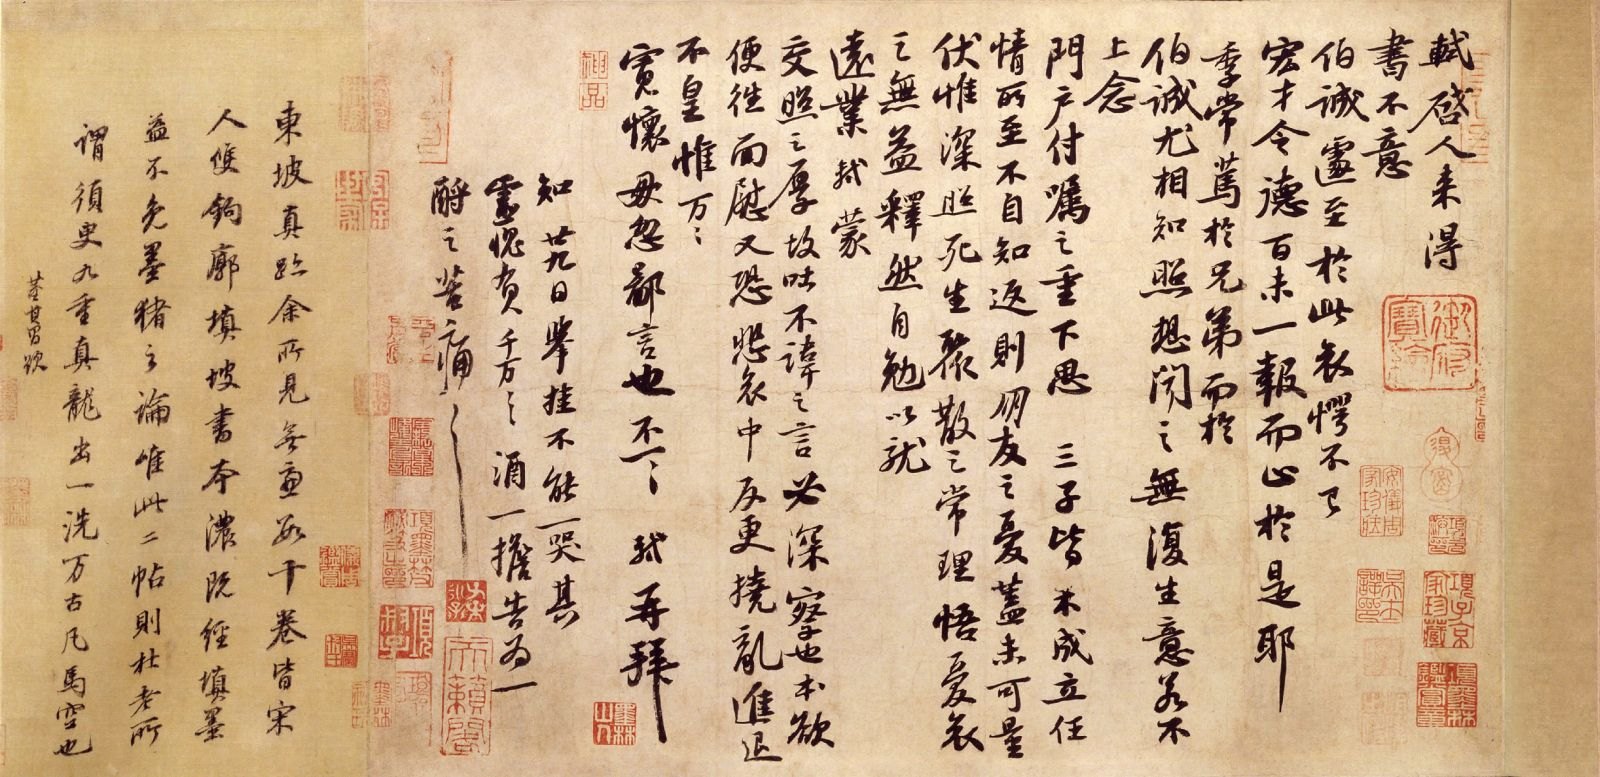 軾啓人來得
書不意
伯誠遽至於此哀愕不已
宏才令德百未一報而止於是耶
季常篤於兄弟而於
伯誠尤相知照想聞之無復生意若不
上念
門户付囑之重下思三子皆未成立任
情所至不自知返則朋友之憂蓋未可量
伏惟深照死生聚散之常理悟憂哀
之無益釋然自勉以就
遠業軾蒙
交照之厚故吐不諱之言必深察也本欲
便往面慰又恐悲哀中反更撓亂進退
不皇惟万〻
寬懷毋忽鄙言也不一〻軾再拜
知廿九日舉掛不能一哭其
靈愧負千万〻酒一擔告為一
酹之苦痛〻
神品
東坡真跡余所見無慮數十卷皆宋
人雙鉤廓填坡書本濃既經填墨
益不免墨豬之論唯此二帖則杜老所
謂須臾九重真龍出一洗万古凡馬空也
董其昌題